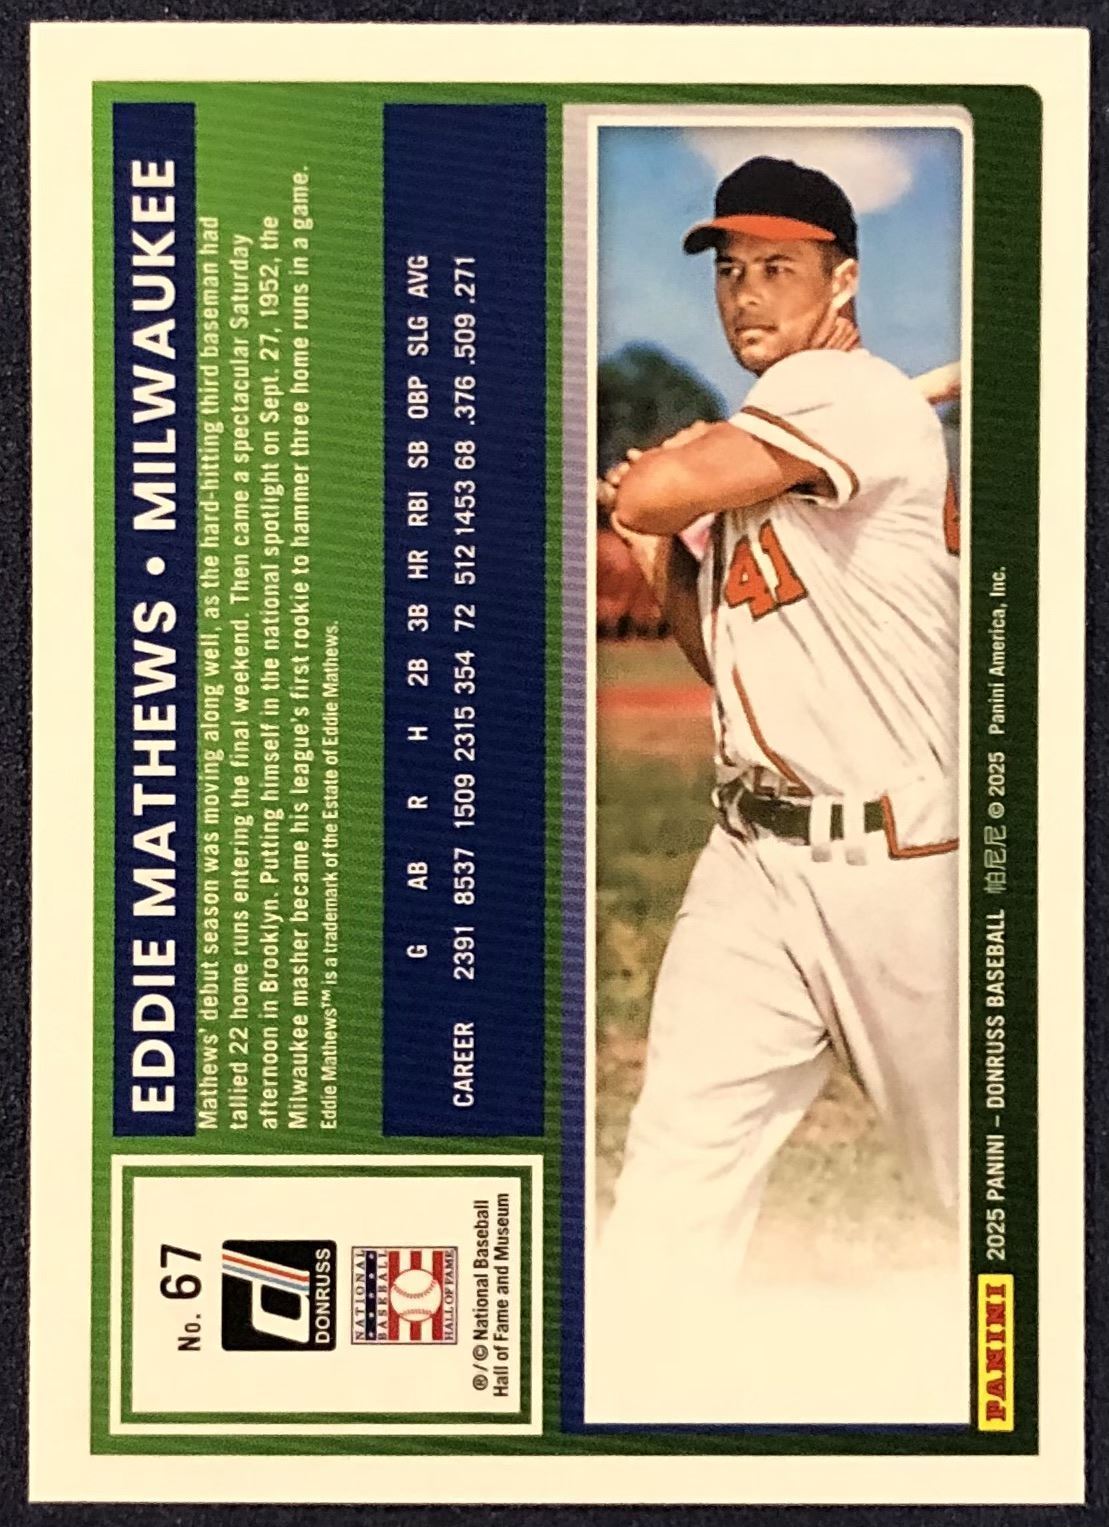 No. 67
DONRUSS
NATIONAL
BASEBALL
HALL OF FAME
®/© National Baseball
Hall of Fame and Museum
EDDIE MATHEWS • MILWAUKEE
Mathews' debut season was moving along well, as the hard-hitting third baseman had
tallied 22 home runs entering the final weekend. Then came a spectacular Saturday
afternoon in Brooklyn. Putting himself in the national spotlight on Sept. 27, 1952, the
Milwaukee masher became his league's first rookie to hammer three home runs in a game.
Eddie Mathews™ is a trademark of the Estate of Eddie Mathews.
G AB R H 2B 3B HR RBI SB OBP SLG AVG
CAREER 2391 8537 1509 2315 354 72 512 1453 68 .376 .509 .271
41
PANINI 2025 PANINI – DONRUSS BASEBALL 帕尼尼 © 2025 Panini America, Inc.